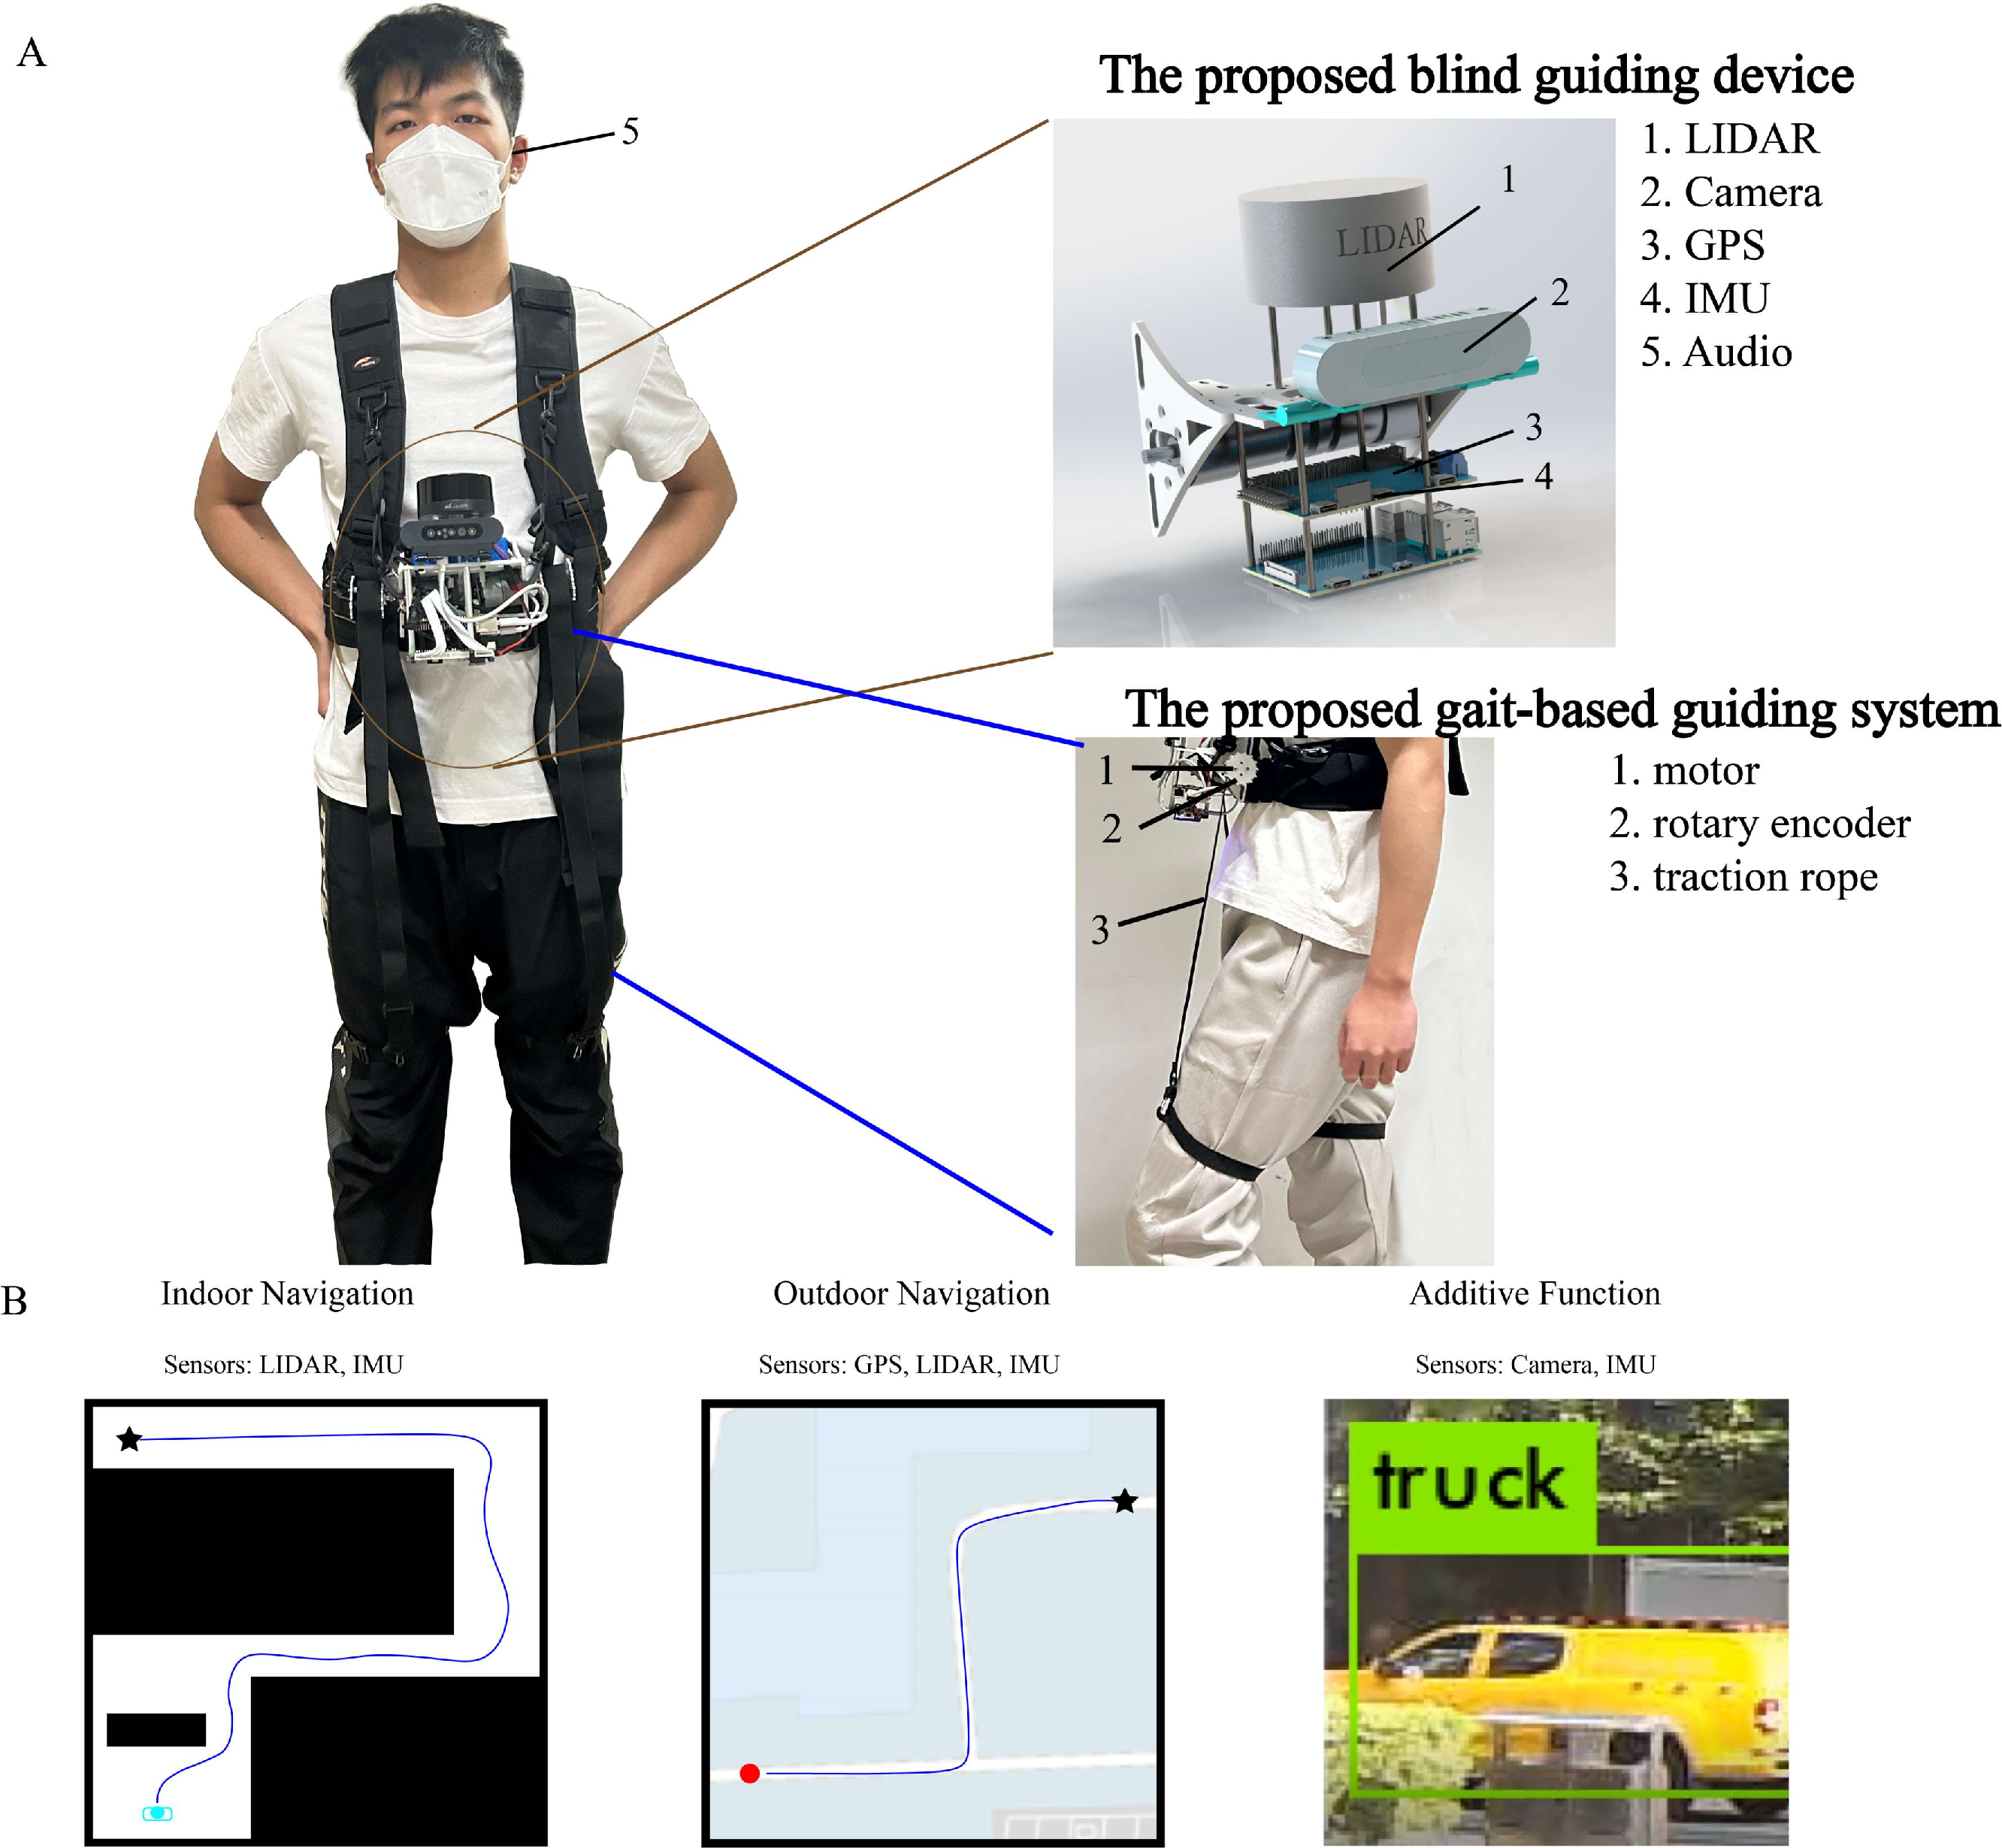 A
5
The proposed blind guiding device
1. LIDAR
2. Camera
3. GPS
4. IMU
5. Audio
LIDAR
1
2
3
4
The proposed gait-based guiding system
1. motor
2. rotary encoder
3. traction rope
1
2
3
B
Indoor Navigation
Outdoor Navigation
Additive Function
Sensors: LIDAR, IMU
Sensors: GPS, LIDAR, IMU
Sensors: Camera, IMU
truck